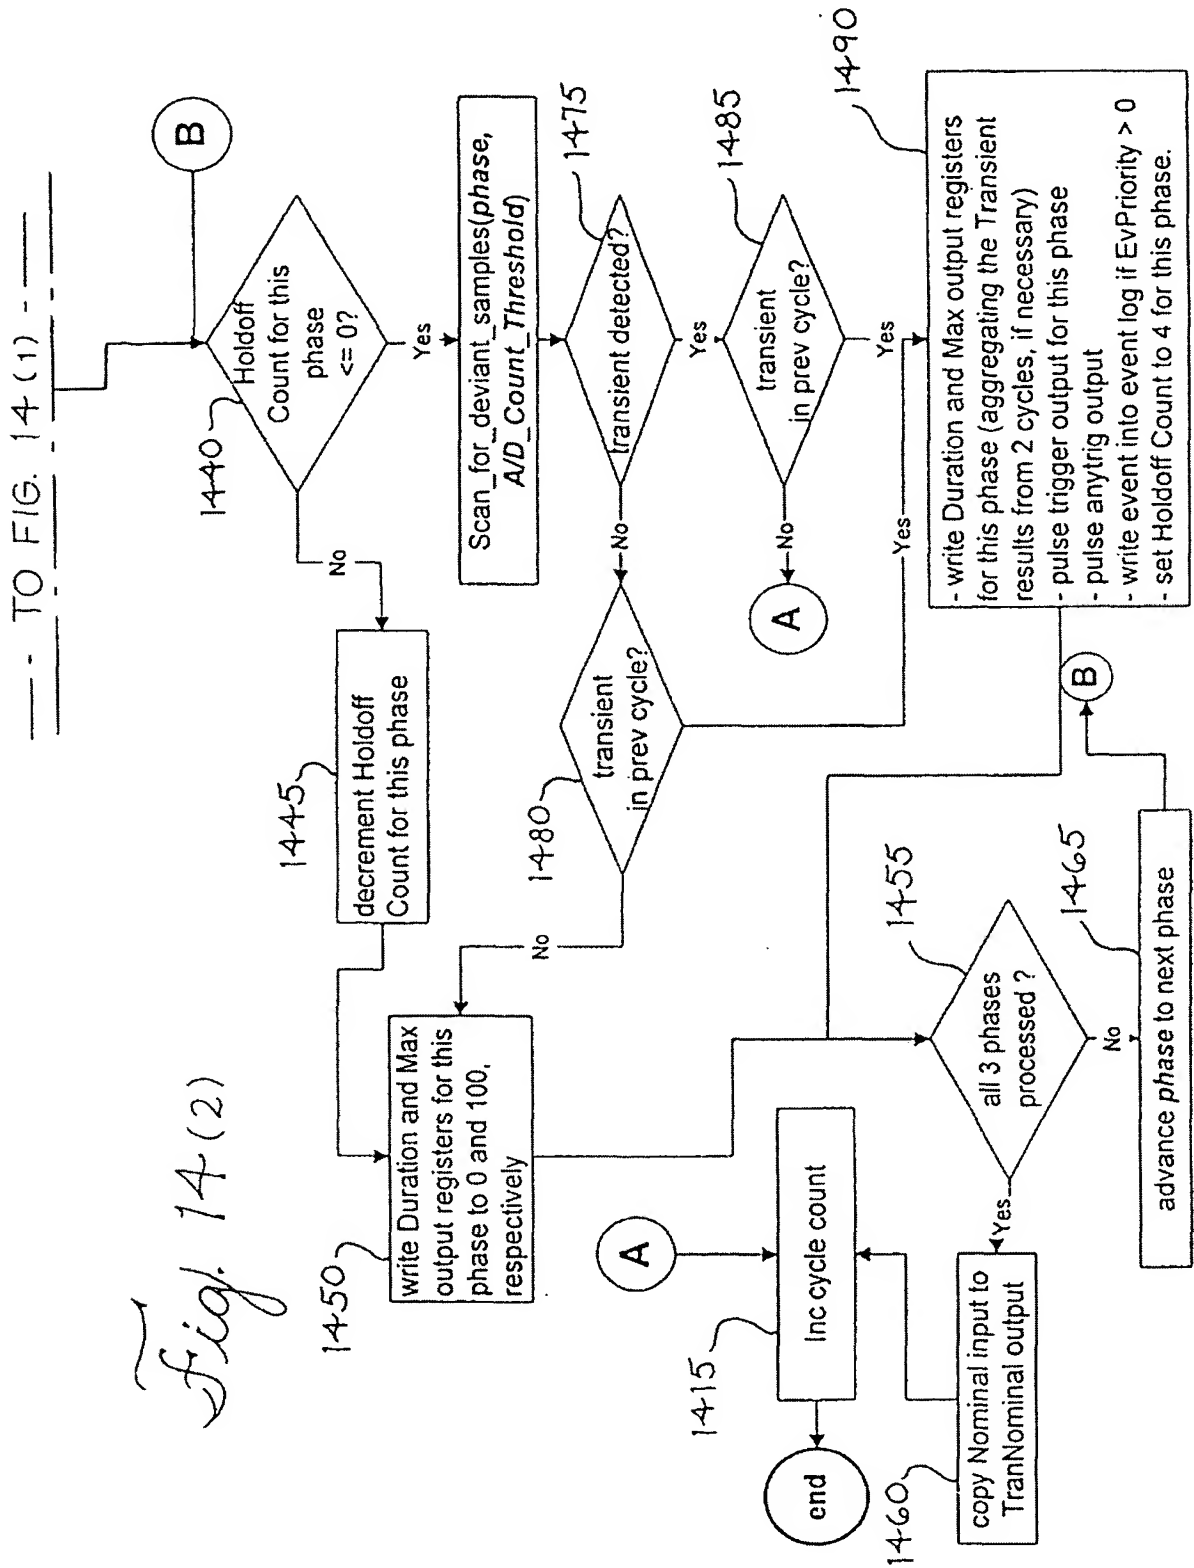 TO FIG. 14 (1)
B
1440
Holdoff
Count for this
phase
<= 0?
No
Yes
1445
decrement Holdoff
Count for this phase
Scan_for_deviant_samples(phase,
A/D_Count_Threshold)
1475
transient detected?
No
Yes
1480
transient
in prev cycle?
No
Yes
1485
transient
in prev cycle?
No
Yes
A
1490
- write Duration and Max output registers
for this phase (aggregating the Transient
results from 2 cycles, if necessary)
- pulse trigger output for this phase
- pulse anytrig output
- write event into event log if EvPriority > 0
- set Holdoff Count to 4 for this phase.
1450
write Duration and Max
output registers for this
phase to 0 and 100,
respectively
1455
all 3 phases
processed ?
No
Yes
1465
advance phase to next phase
B
1460
copy Nominal input to
TranNominal output
A
1415
Inc cycle count
end
Fig. 14 (2)